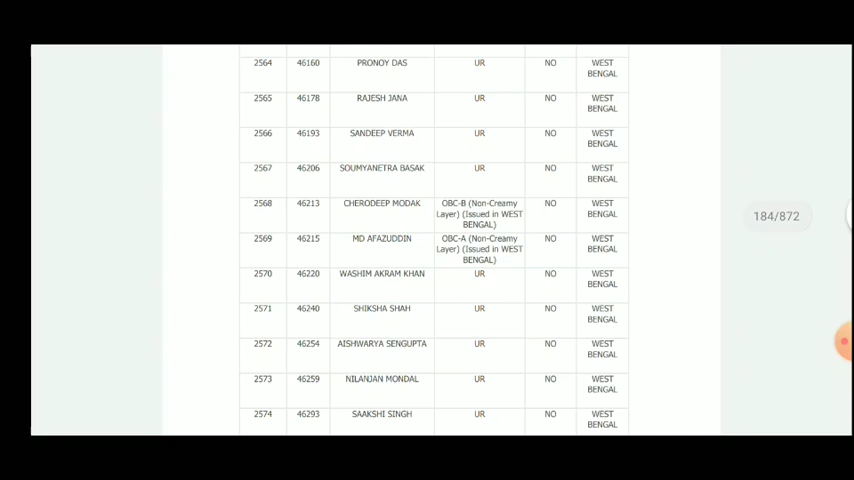 2564 46160 PRONOY DAS UR NO WEST
BENGAL
2565 46178 RAJESH JANA UR NO WEST
BENGAL
2566 46193 SANDEEP VERMA UR NO WEST
BENGAL
2567 46206 SOUMYANETRA BASAK UR NO WEST
BENGAL
2568 46213 CHERODEEP MODAK OBC-B (Non-Creamy NO WEST
Layer) (Issued in WEST BENGAL
BENGAL)
184/872
2569 46215 MD AFAZUDDIN OBC-A (Non-Creamy NO WEST
Layer) (Issued in WEST BENGAL
BENGAL)
2570 46220 WASHIM AKRAM KHAN UR NO WEST
BENGAL
2571 46240 SHIKSHA SHAH UR NO WEST
BENGAL
2572 46254 AISHWARYA SENGUPTA UR NO WEST
BENGAL
2573 46259 NILANJAN MONDAL UR NO WEST
BENGAL
2574 46293 SAAKSHI SINGH UR NO WEST
BENGAL